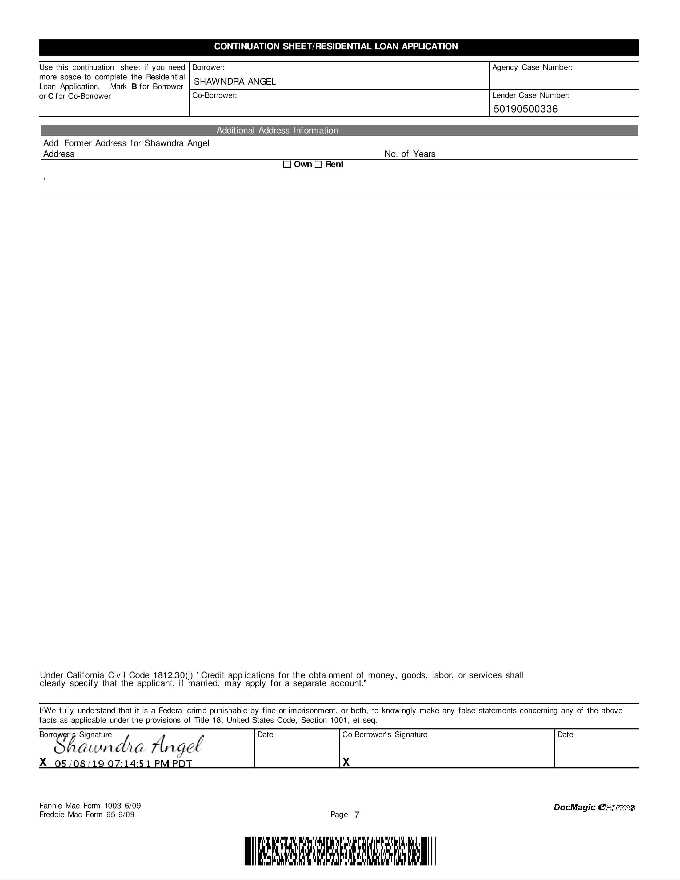 CONTINUATION SHEET/RESIDENTIAL LOAN APPLICATION
Use this continuation sheet if you need
more space to complete the Residential
Loan Application. Mark B for Borrower
or C for Co-Borrower
Borrower:
SHAWNDRA ANGEL
Co-Borrower:
Agency Case Number:
Lender Case Number:
50190500336
Additional Address Information
Add Former Address for Shawndra Angel
Address No. of Years
Own Rent
,
Under California Civil Code 1812.30(j) "Credit applications for the obtainment of money, goods, labor, or services shall
clearly specify that the applicant, if married, may apply for a separate account."
I/We fully understand that it is a Federal crime punishable by fine or imprisonment, or both, to knowingly make any false statements concerning any of the above
facts as applicable under the provisions of Title 18, United States Code, Section 1001, et seq.
Borrower's Signature
Shawndra Angel
X 05/08/19 07:14:51 PM PDT
Date
Co-Borrower's Signature
X
Date
Fannie Mae Form 1003 6/09
Freddie Mac Form 65 6/09
Page 7
DocMagic